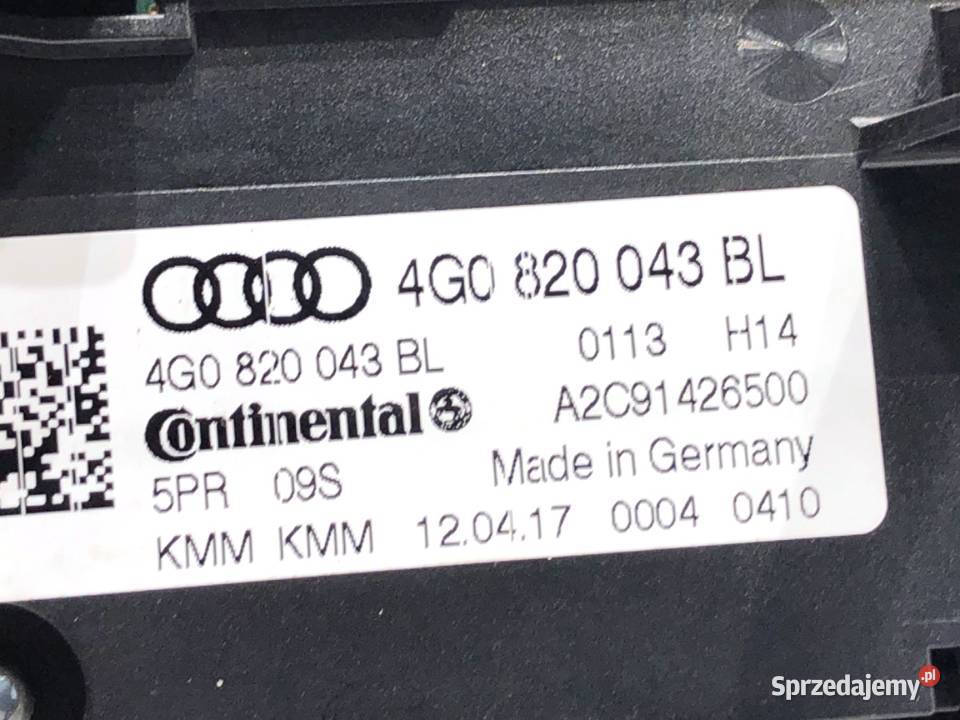 4G0 820 043 BL
4G0 820 043 BL 0113 H14
Continental A2C91426500
5PR 09S Made in Germany
KMM KMM 12.04.17 0004 0410
Sprzedajemy.pl